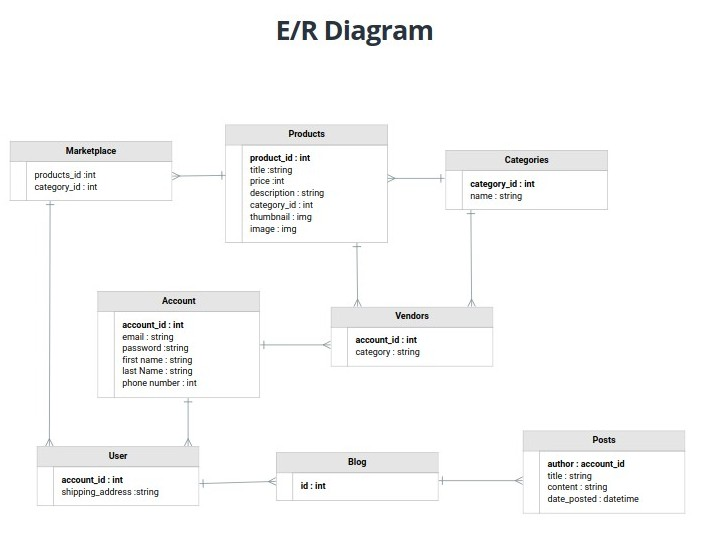 E/R Diagram
Marketplace
products_id :int
category_id : int
Products
product_id : int
title :string
price :int
description : string
category_id : int
thumbnail : img
image : img
Categories
category_id : int
name : string
Account
account_id : int
email : string
password :string
first name : string
last Name : string
phone number : int
Vendors
account_id : int
category : string
User
account_id : int
shipping_address :string
Blog
id : int
Posts
author : account_id
title : string
content : string
date_posted : datetime